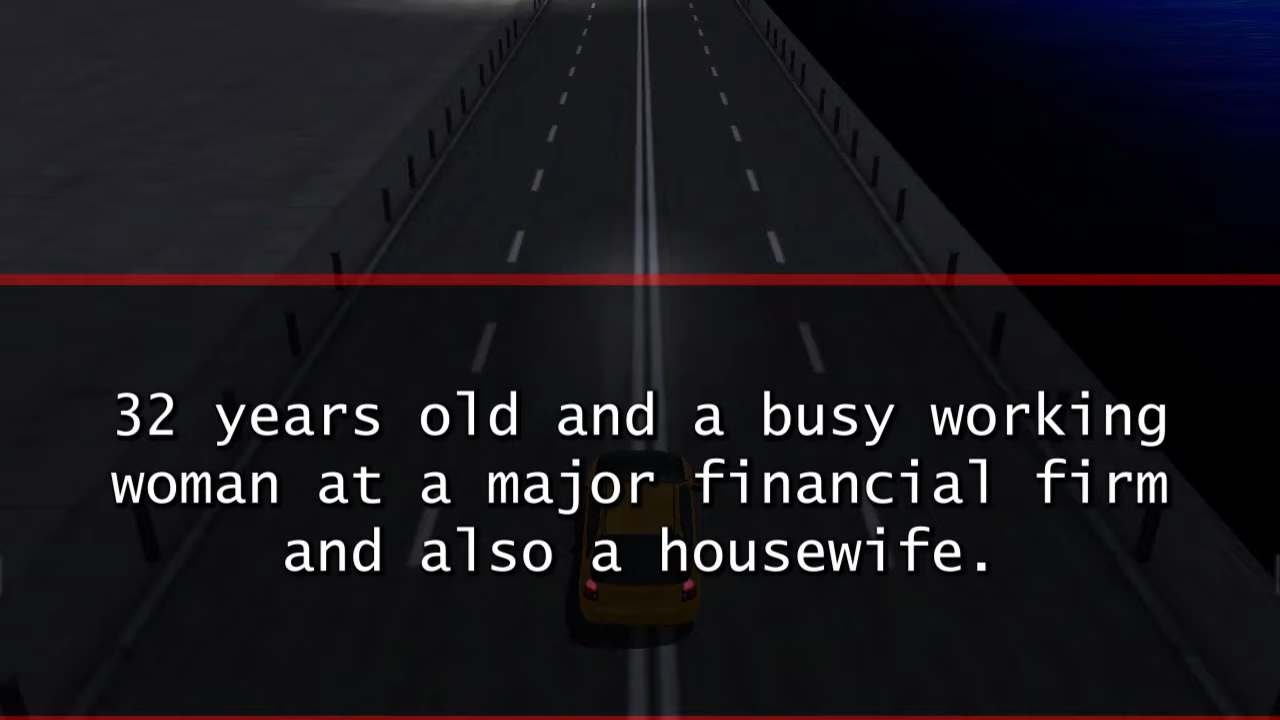 32 years old and a busy working
woman at a major financial firm
and also a housewife.